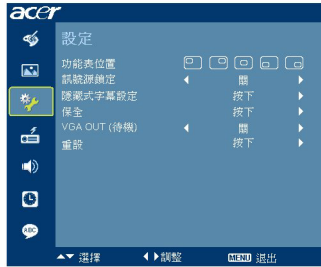 acer
設定
功能表位置
訊號源鎖定 關
隱藏式字幕設定 按下
保全 按下
VGA OUT (待機) 關
重設 按下
ABC
選擇 調整 MENU 退出